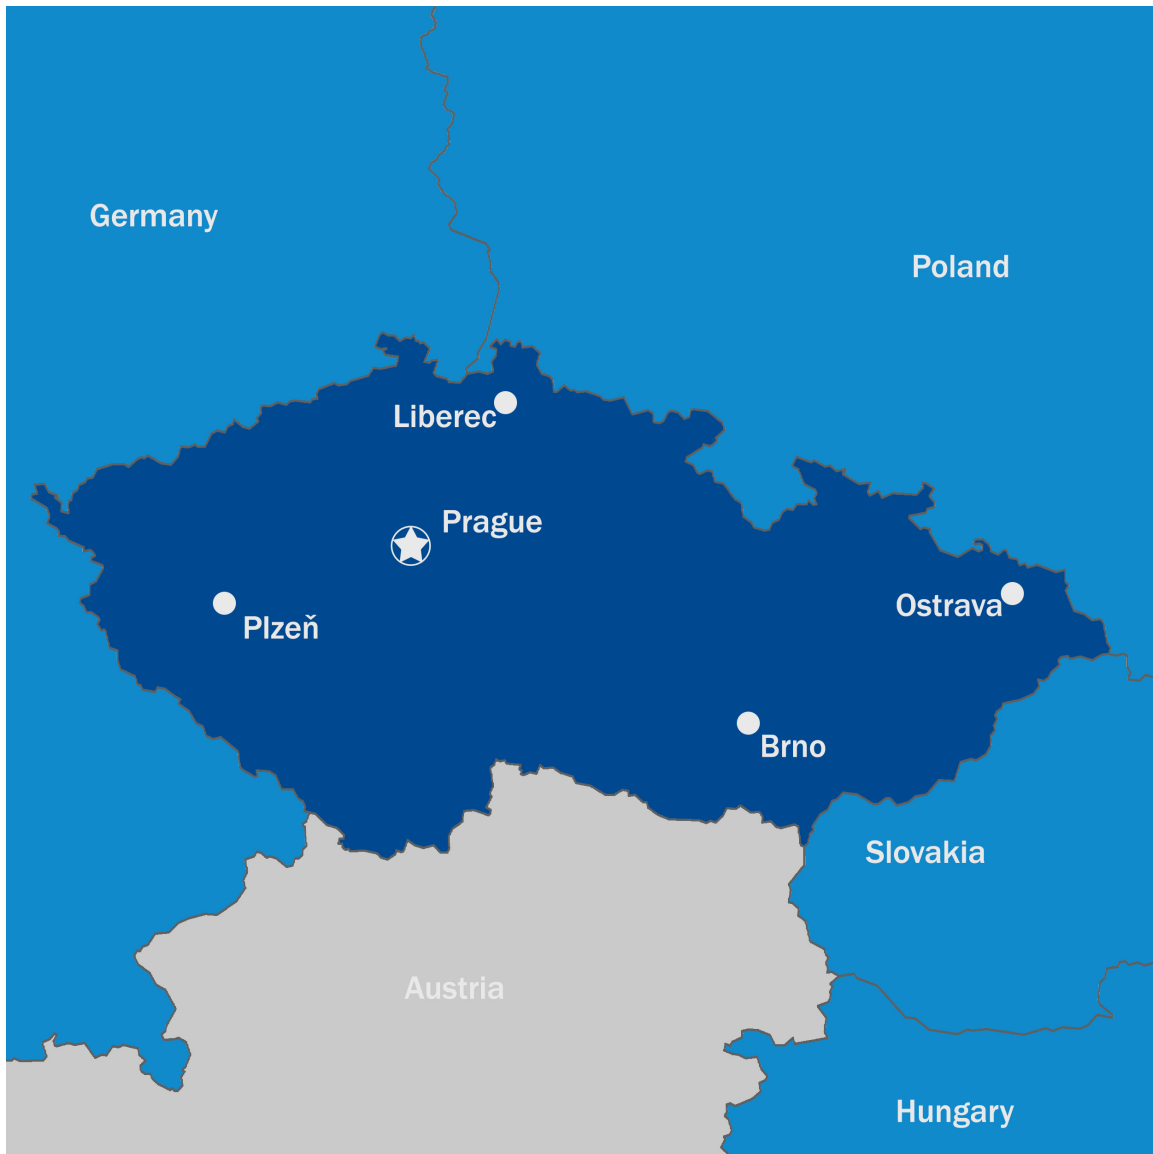 Germany
Poland
Liberec
Prague
Ostrava
Plzeň
Brno
Slovakia
Austria
Hungary